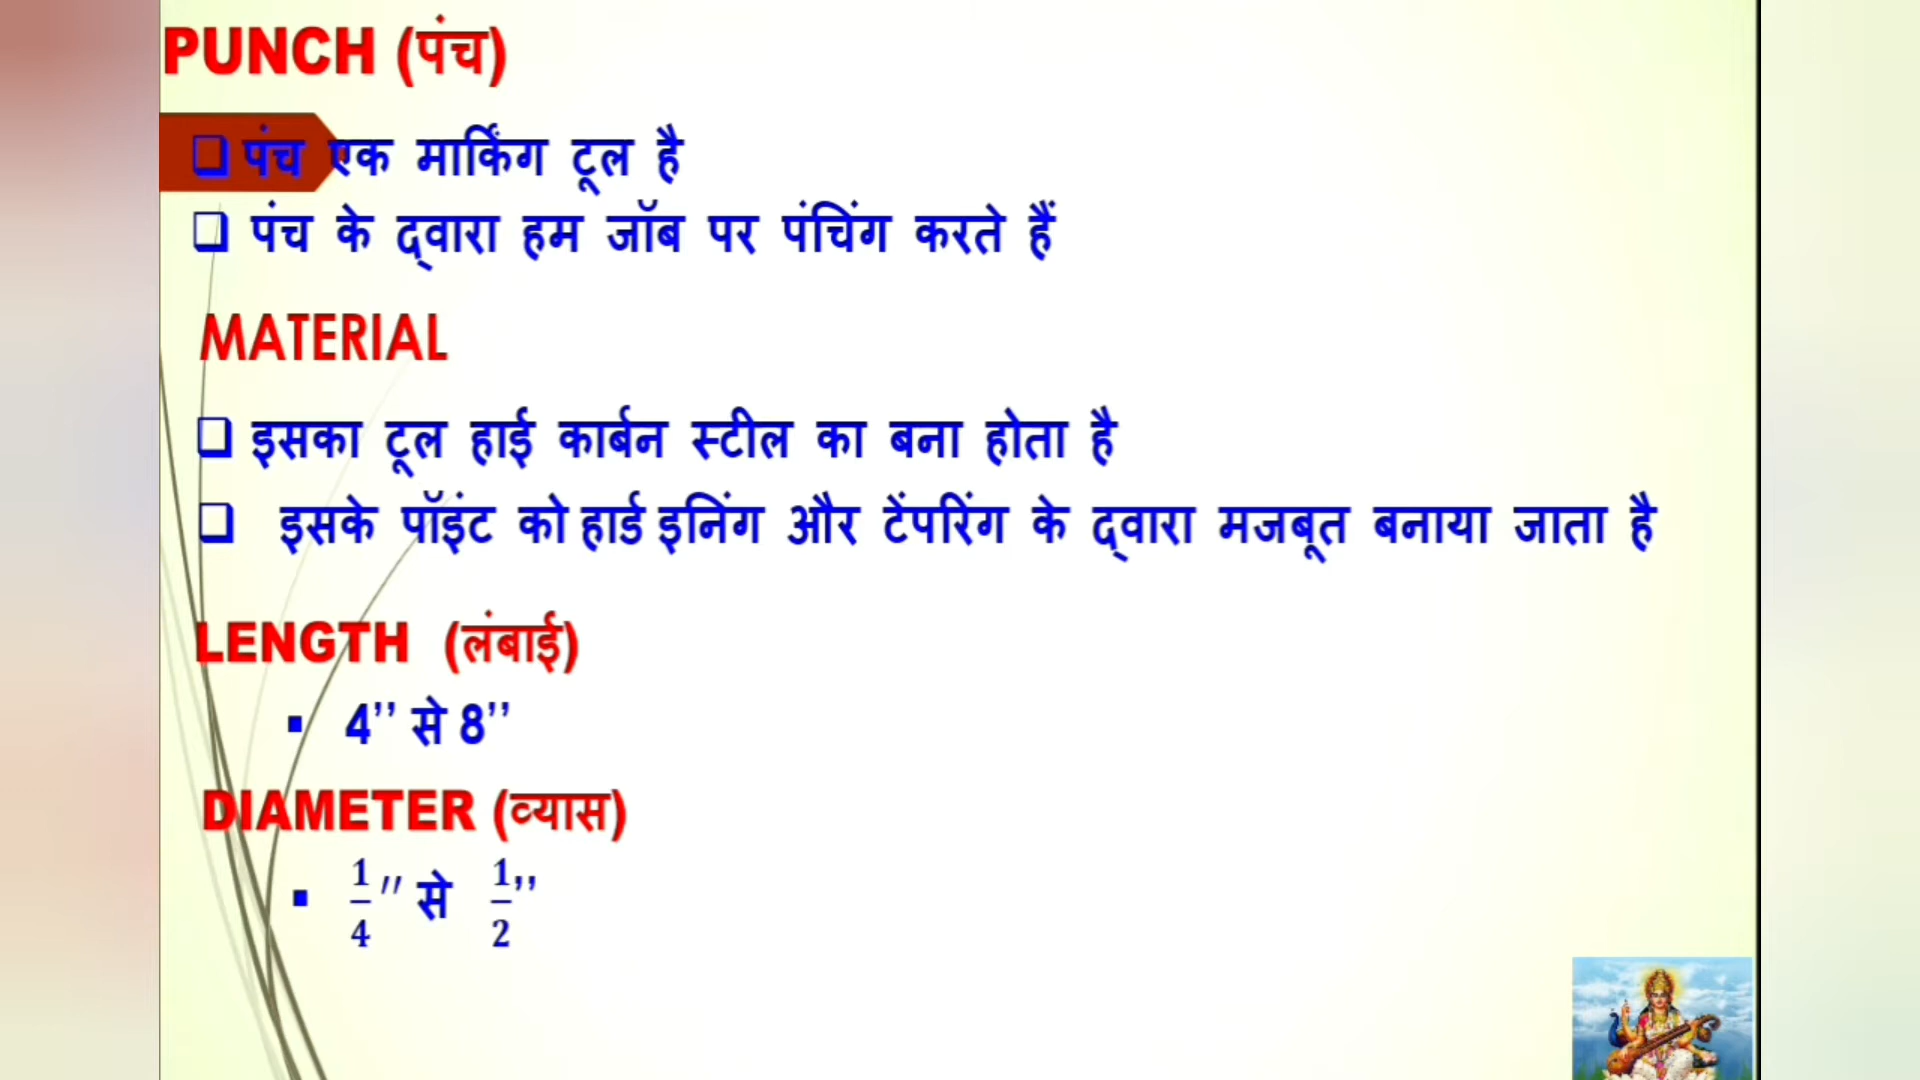 PUNCH (पंच)
❑ पंच एक मार्किंग टूल है
❑ पंच के द्वारा हम जॉब पर पंचिंग करते हैं
MATERIAL
❑ इसका टूल हाई कार्बन स्टील का बना होता है
❑ इसके पॉइंट को हार्ड इनिंग और टेंपरिंग के द्वारा मजबूत बनाया जाता है
LENGTH (लंबाई)
▪ 4’’ से 8’’
DIAMETER (व्यास)
▪ 1/4″ से 1/2’’